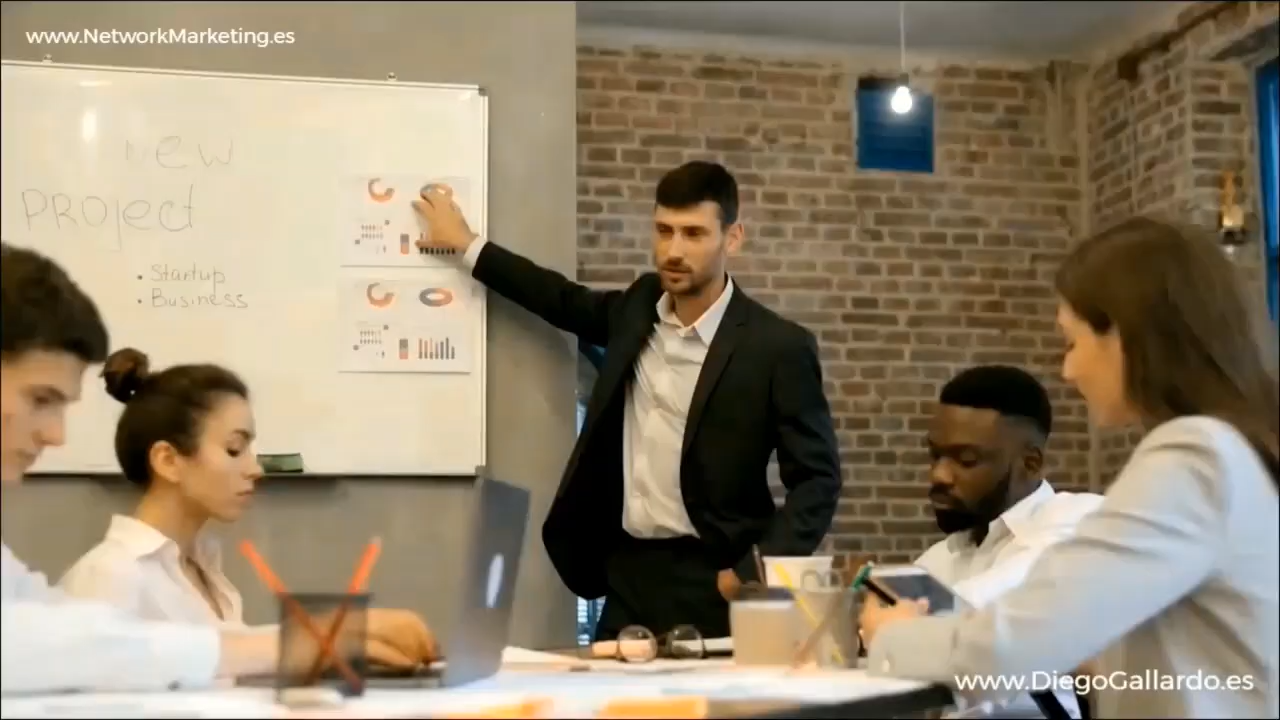 www.NetworkMarketing.es
New
PROject
• Startup
• Business
www.DiegoGallardo.es